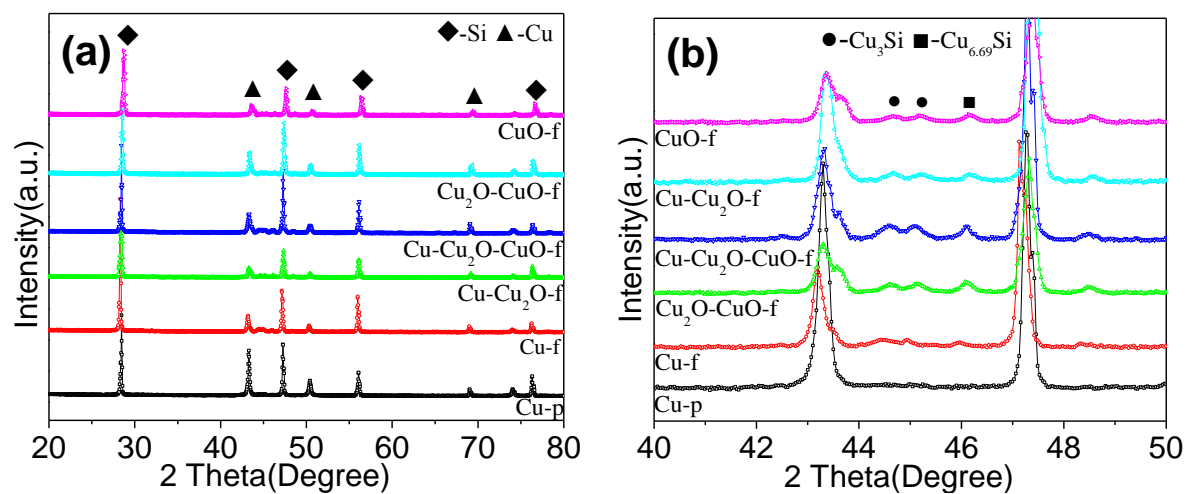 (a)
◆-Si ▲-Cu
CuO-f
Cu₂O-CuO-f
Cu-Cu₂O-CuO-f
Cu-Cu₂O-f
Cu-f
Cu-p
Intensity(a.u.)
20 30 40 50 60 70 80
2 Theta(Degree)
(b)
●-Cu₃Si ■-Cu₆.₆₉Si
CuO-f
Cu-Cu₂O-f
Cu-Cu₂O-CuO-f
Cu₂O-CuO-f
Cu-f
Cu-p
Intensity(a.u.)
40 42 44 46 48 50
2 Theta(Degree)